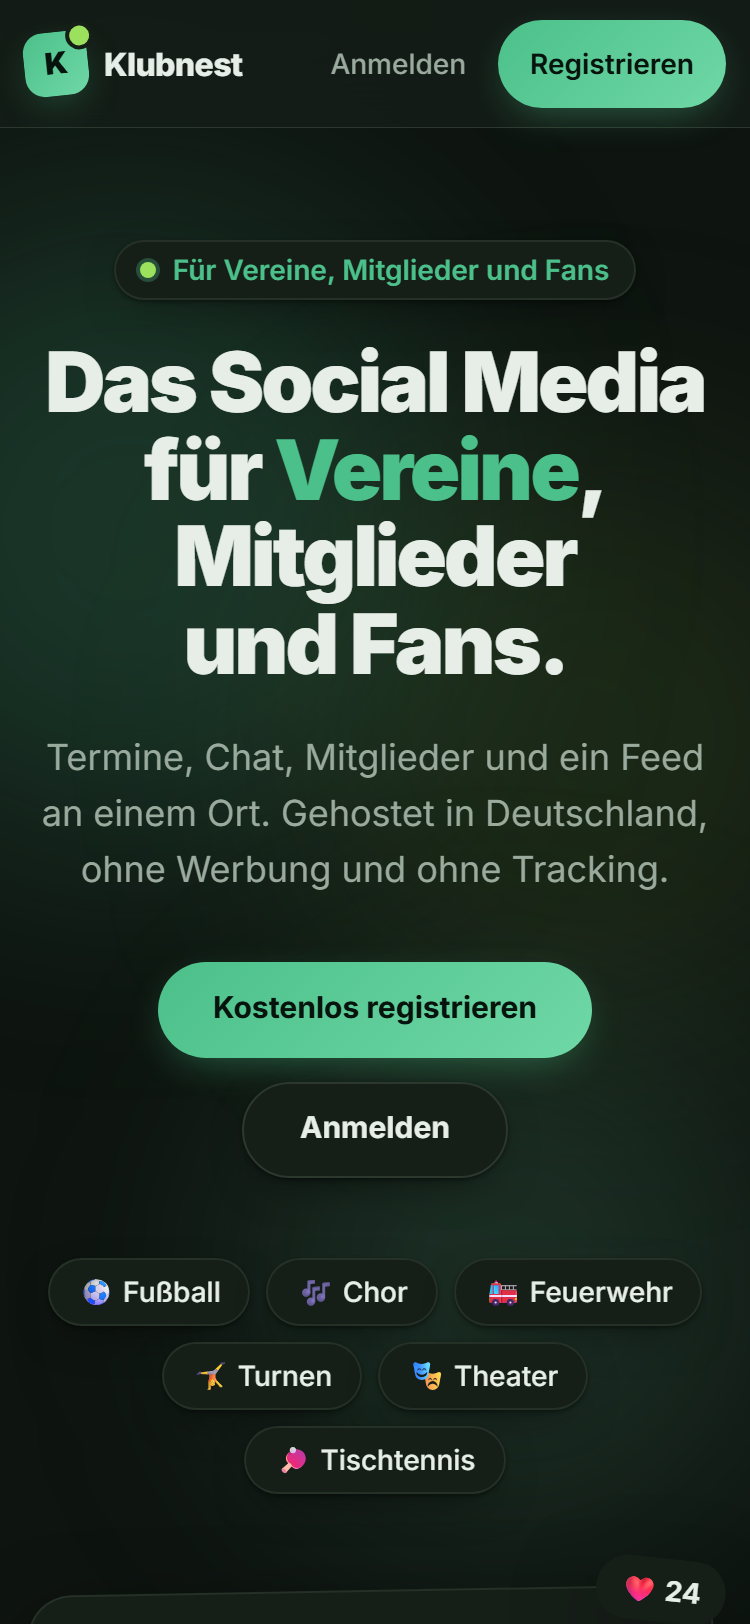 K Klubnest Anmelden Registrieren
Für Vereine, Mitglieder und Fans
Das Social Media
für Vereine,
Mitglieder
und Fans.
Termine, Chat, Mitglieder und ein Feed
an einem Ort. Gehostet in Deutschland,
ohne Werbung und ohne Tracking.
Kostenlos registrieren
Anmelden
Fußball Chor Feuerwehr
Turnen Theater
Tischtennis
24